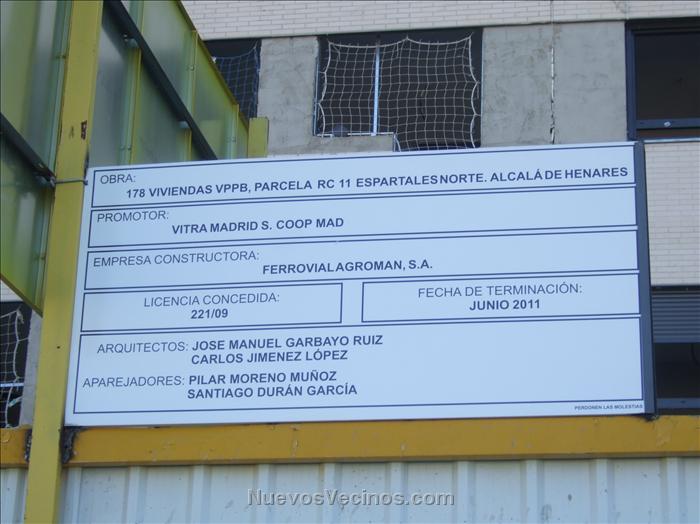 OBRA:
178 VIVIENDAS VPPB, PARCELA RC 11 ESPARTALES NORTE. ALCALÁ DE HENARES
PROMOTOR:
VITRA MADRID S. COOP MAD
EMPRESA CONSTRUCTORA:
FERROVIAL AGROMAN, S.A.
LICENCIA CONCEDIDA:
221/09
FECHA DE TERMINACIÓN:
JUNIO 2011
ARQUITECTOS: JOSE MANUEL GARBAYO RUIZ
CARLOS JIMENEZ LÓPEZ
APAREJADORES: PILAR MORENO MUÑOZ
SANTIAGO DURÁN GARCÍA
PERDONEN LAS MOLESTIAS
NuevosVecinos.com